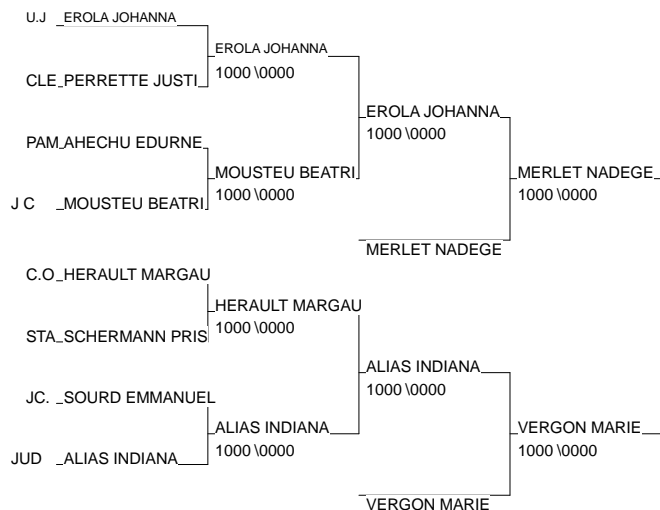 U.J EROLA JOHANNA
EROLA JOHANNA
1000 \0000
CLE PERRETTE JUSTI
EROLA JOHANNA
1000 \0000
PAM AHECHU EDURNE
MOUSTEU BEATRI
1000 \0000
MERLET NADEGE
1000 \0000
J C MOUSTEU BEATRI
MERLET NADEGE
C.O HERAULT MARGAU
HERAULT MARGAU
1000 \0000
STA SCHERMANN PRIS
ALIAS INDIANA
1000 \0000
JC. SOURD EMMANUEL
ALIAS INDIANA
1000 \0000
VERGON MARIE
1000 \0000
JUD ALIAS INDIANA
VERGON MARIE